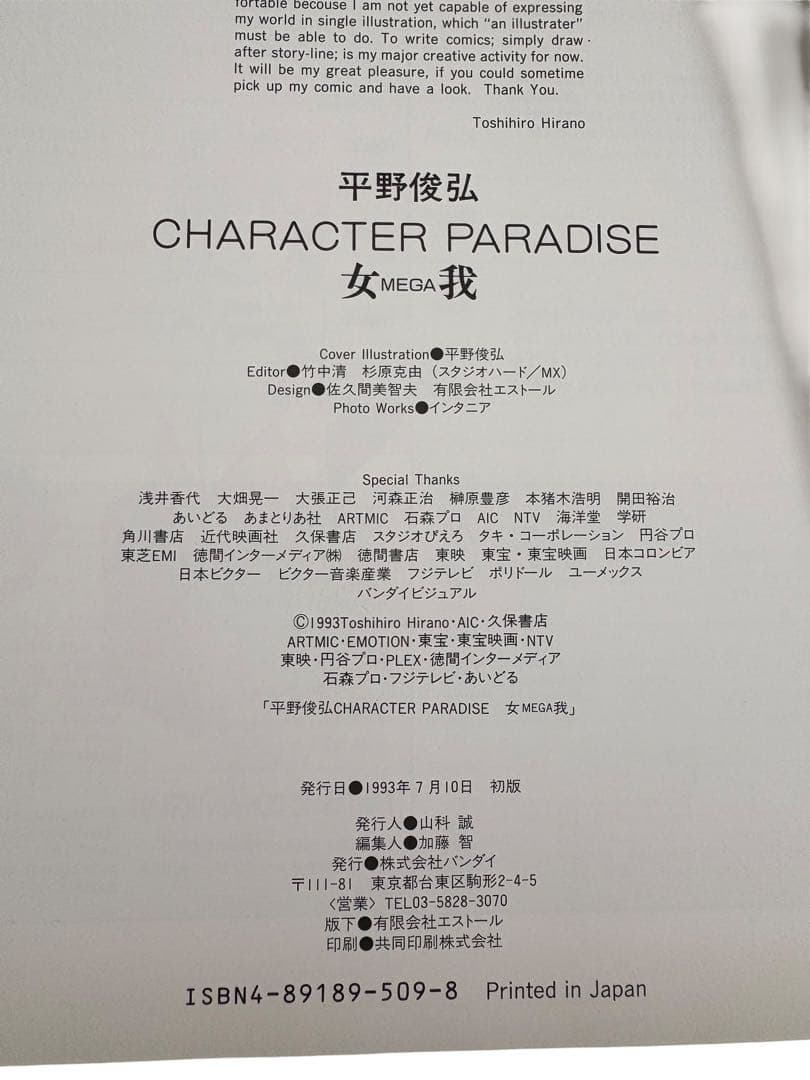 fortable becouse I am not yet capable of expressing
my world in single illustration, which "an illustrater"
must be able to do. To write comics; simply draw
after story-line; is my major creative activity for now.
It will be my great pleasure, if you could sometime
pick up my comic and have a look. Thank You.
Toshihiro Hirano
平野俊弘
CHARACTER PARADISE
女MEGA我
Cover Illustration●平野俊弘
Editor●竹中清 杉原克由（スタジオハード／MX）
Design●佐久間美智夫 有限会社エストール
Photo Works●インタニア
Special Thanks
浅井香代 大畑晃一 大張正己 河森正治 榊原豊彦 本猪木浩明 開田裕治
あいどる あまとりあ社 ARTMIC 石森プロ AIC NTV 海洋堂 学研
角川書店 近代映画社 久保書店 スタジオぴえろ タキ・コーポレーション 円谷プロ
東芝EMI 徳間インターメディア㈱ 徳間書店 東映 東宝・東宝映画 日本コロンビア
日本ビクター ビクター音楽産業 フジテレビ ポリドール ユーメックス
バンダイビジュアル
©1993Toshihiro Hirano・AIC・久保書店
ARTMIC・EMOTION・東宝・東宝映画・NTV
東映・円谷プロ・PLEX・徳間インターメディア
石森プロ・フジテレビ・あいどる
「平野俊弘CHARACTER PARADISE 女MEGA我」
発行日●1993年7月10日 初版
発行人●山科 誠
編集人●加藤 智
発行●株式会社バンダイ
〒111-81 東京都台東区駒形2-4-5
〈営業〉TEL03-5828-3070
版下●有限会社エストール
印刷●共同印刷株式会社
ISBN4-89189-509-8 Printed in Japan